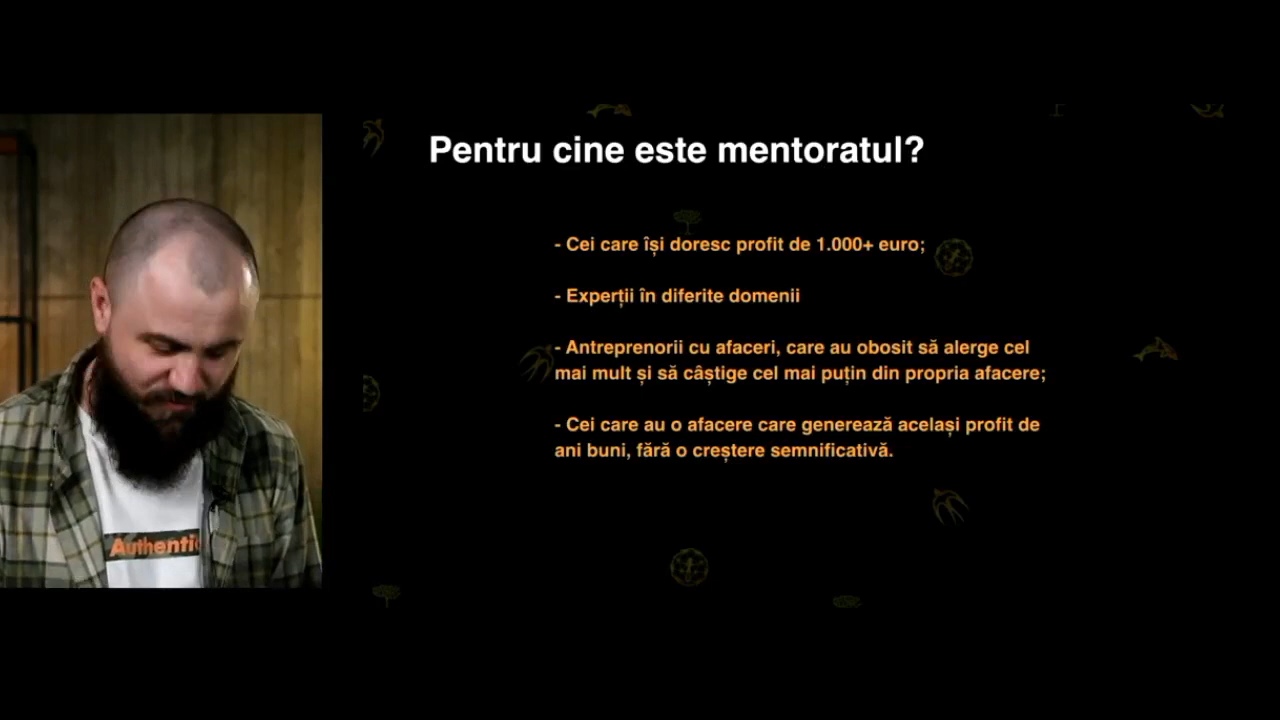 Pentru cine este mentoratul?
- Cei care își doresc profit de 1.000+ euro;
- Experții în diferite domenii
- Antreprenorii cu afaceri, care au obosit să alerge cel
mai mult și să câștige cel mai puțin din propria afacere;
- Cei care au o afacere care generează același profit de
ani buni, fără o creștere semnificativă.
Authentic